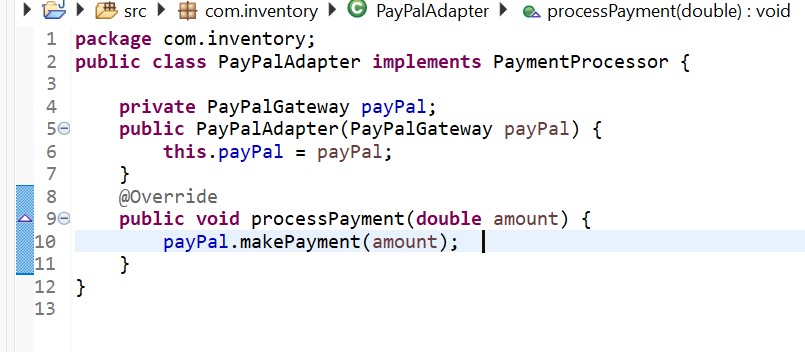 src com.inventory PayPalAdapter processPayment(double) : void
1 package com.inventory;
2 public class PayPalAdapter implements PaymentProcessor {
3
4     private PayPalGateway payPal;
5     public PayPalAdapter(PayPalGateway payPal) {
6         this.payPal = payPal;
7     }
8     @Override
9     public void processPayment(double amount) {
10         payPal.makePayment(amount);
11     }
12 }
13